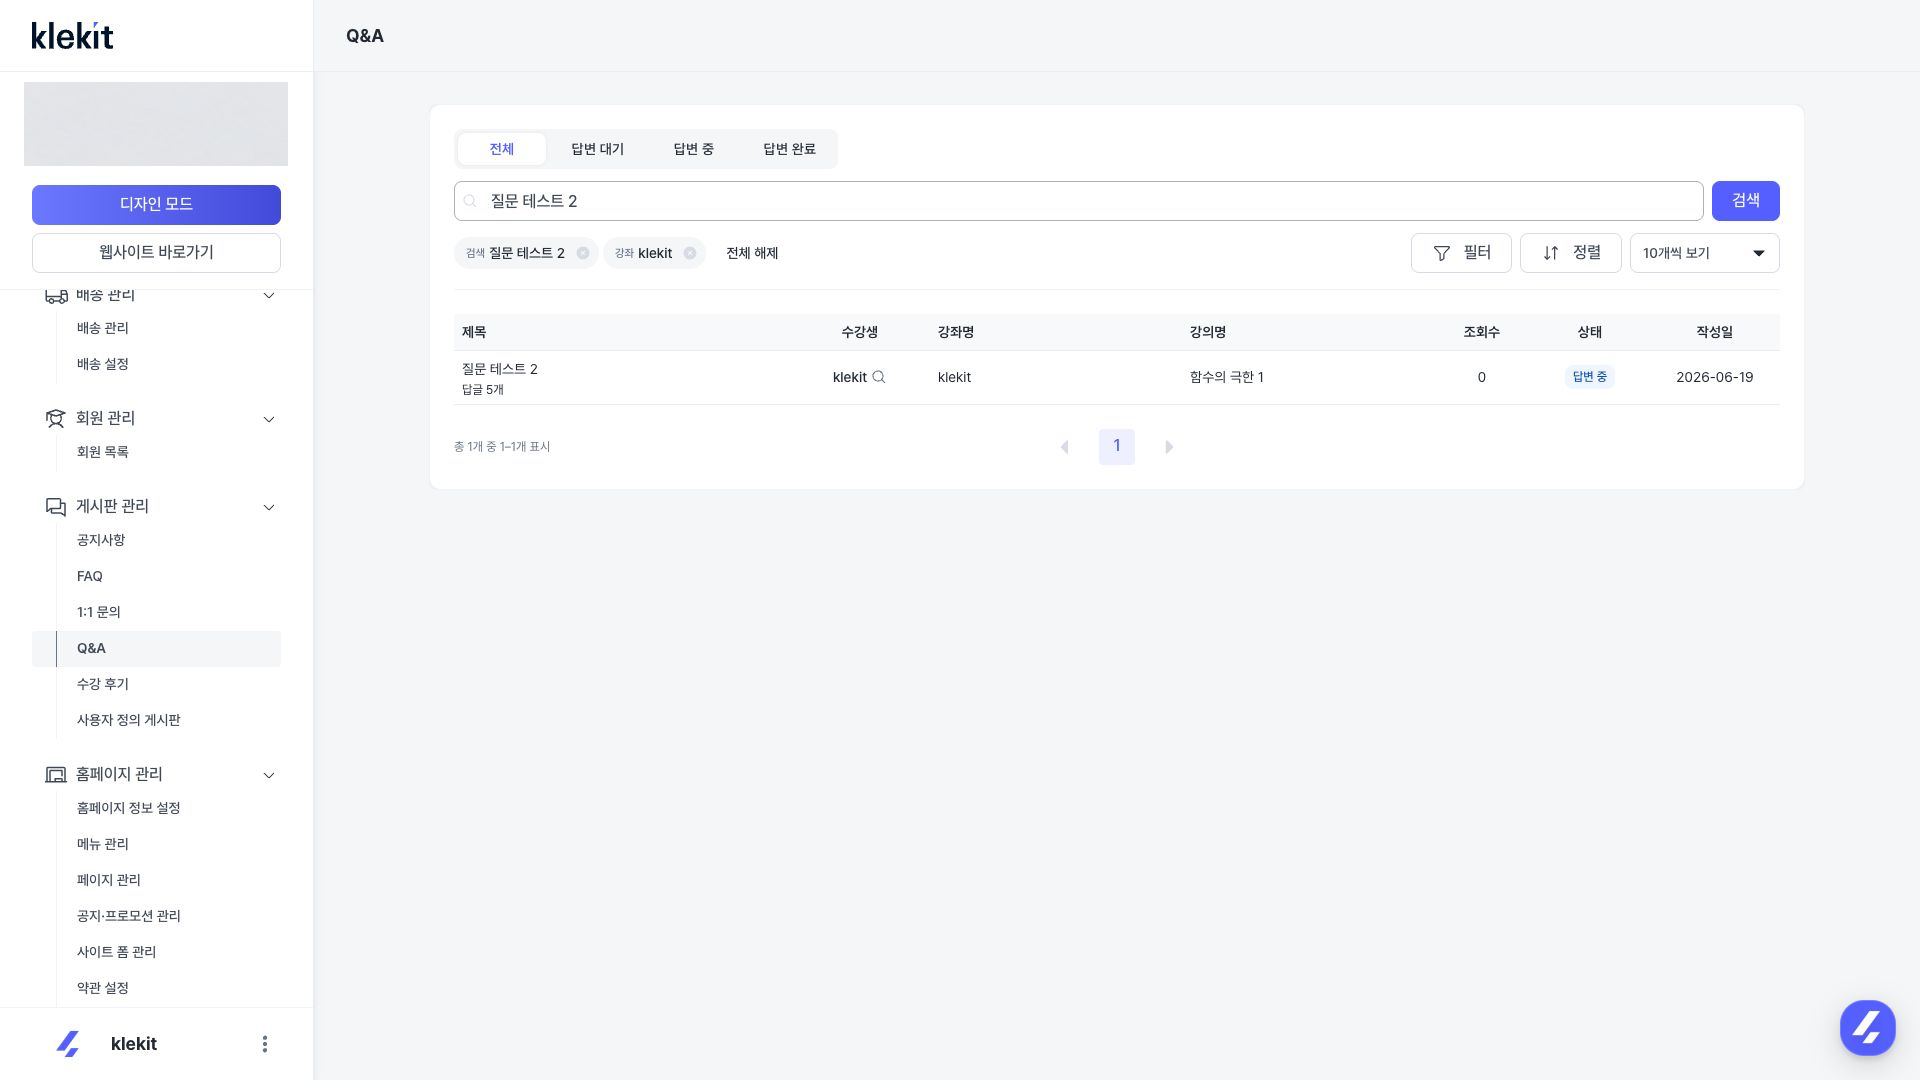 klekit
Q&A
디자인 모드
웹사이트 바로가기
배송 관리
배송 관리
배송 설정
회원 관리
회원 목록
게시판 관리
공지사항
FAQ
1:1 문의
Q&A
수강 후기
사용자 정의 게시판
홈페이지 관리
홈페이지 정보 설정
메뉴 관리
페이지 관리
공지·프로모션 관리
사이트 폼 관리
약관 설정
klekit
전체 답변 대기 답변 중 답변 완료
질문 테스트 2 검색
검색 질문 테스트 2 강좌 klekit 전체 해제 필터 정렬 10개씩 보기
제목 수강생 강좌명 강의명 조회수 상태 작성일
질문 테스트 2 klekit klekit 함수의 극한 1 0 답변 중 2026-06-19
답글 5개
총 1개 중 1–1개 표시 1